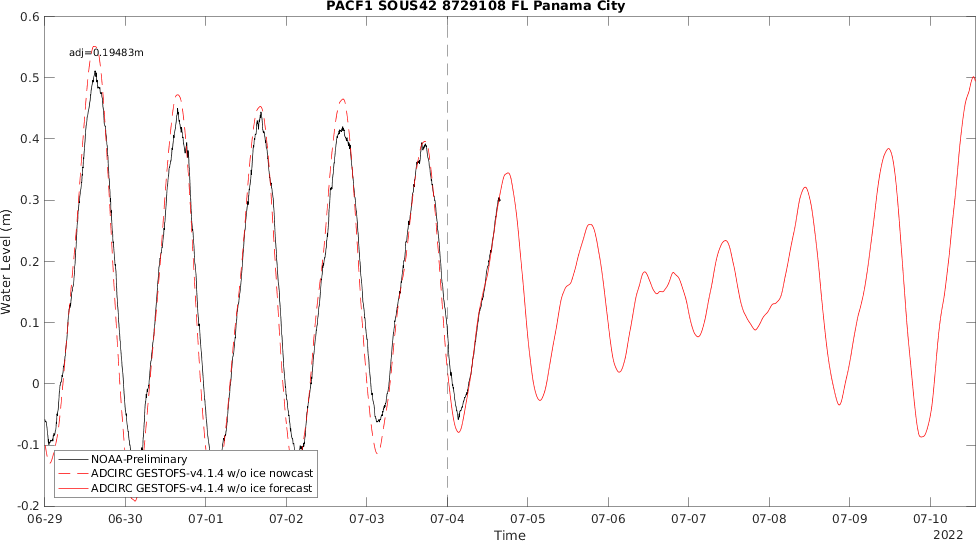 PACF1 SOUS42 8729108 FL Panama City
adj=0.19483m
Water Level (m)
0.6
0.5
0.4
0.3
0.2
0.1
0
-0.1
-0.2
NOAA-Preliminary
ADCIRC GESTOFS-v4.1.4 w/o ice nowcast
ADCIRC GESTOFS-v4.1.4 w/o ice forecast
06-29 06-30 07-01 07-02 07-03 07-04 07-05 07-06 07-07 07-08 07-09 07-10
Time
2022